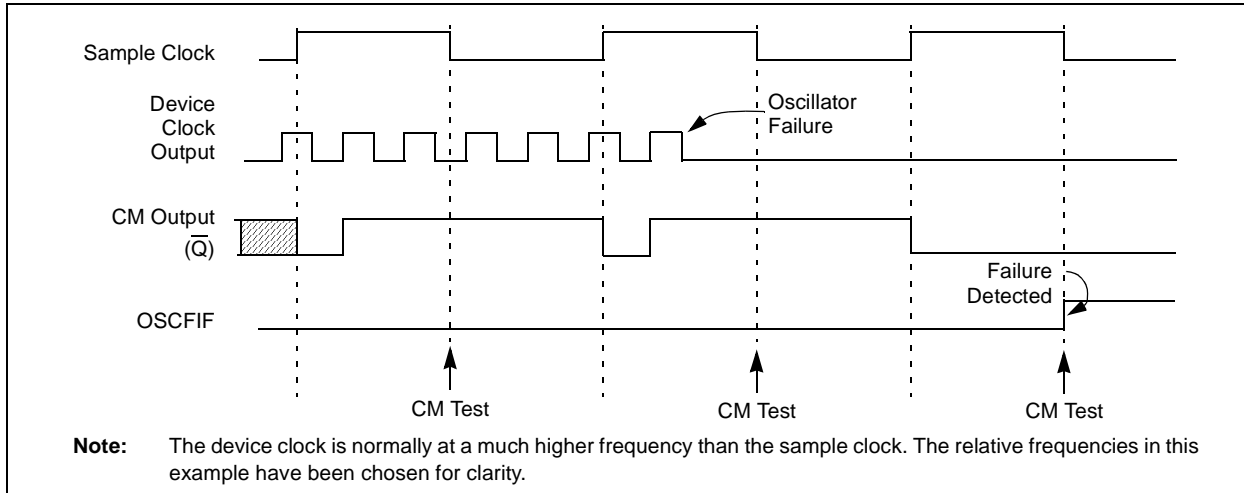 Sample Clock
Device
Clock
Output
Oscillator
Failure
CM Output
(Q̅)
Failure
Detected
OSCFIF
CM Test
CM Test
CM Test
Note: The device clock is normally at a much higher frequency than the sample clock. The relative frequencies in this
example have been chosen for clarity.